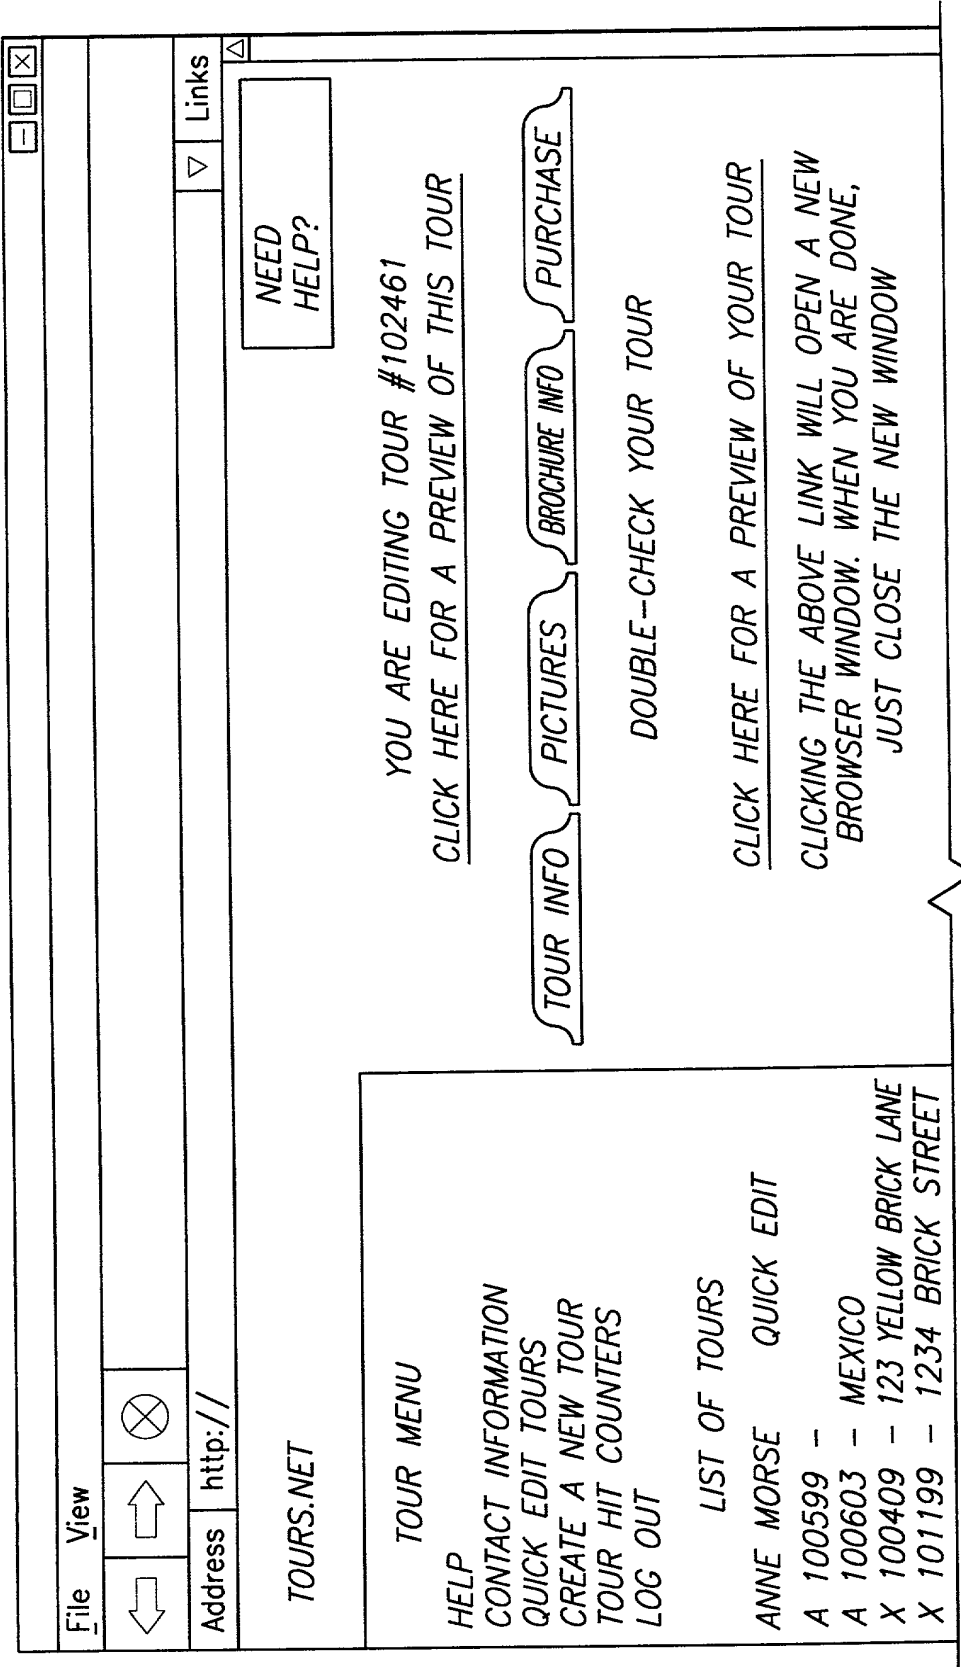 File View
Address http:// Links
TOURS.NET
NEED
HELP?
TOUR MENU
HELP
CONTACT INFORMATION
QUICK EDIT TOURS
CREATE A NEW TOUR
TOUR HIT COUNTERS
LOG OUT
LIST OF TOURS
ANNE MORSE QUICK EDIT
A 100599 –
A 100603 – MEXICO
X 100409 – 123 YELLOW BRICK LANE
X 101199 – 1234 BRICK STREET
YOU ARE EDITING TOUR #102461
CLICK HERE FOR A PREVIEW OF THIS TOUR
TOUR INFO PICTURES BROCHURE INFO PURCHASE
DOUBLE–CHECK YOUR TOUR
CLICK HERE FOR A PREVIEW OF YOUR TOUR
CLICKING THE ABOVE LINK WILL OPEN A NEW
BROWSER WINDOW. WHEN YOU ARE DONE,
JUST CLOSE THE NEW WINDOW